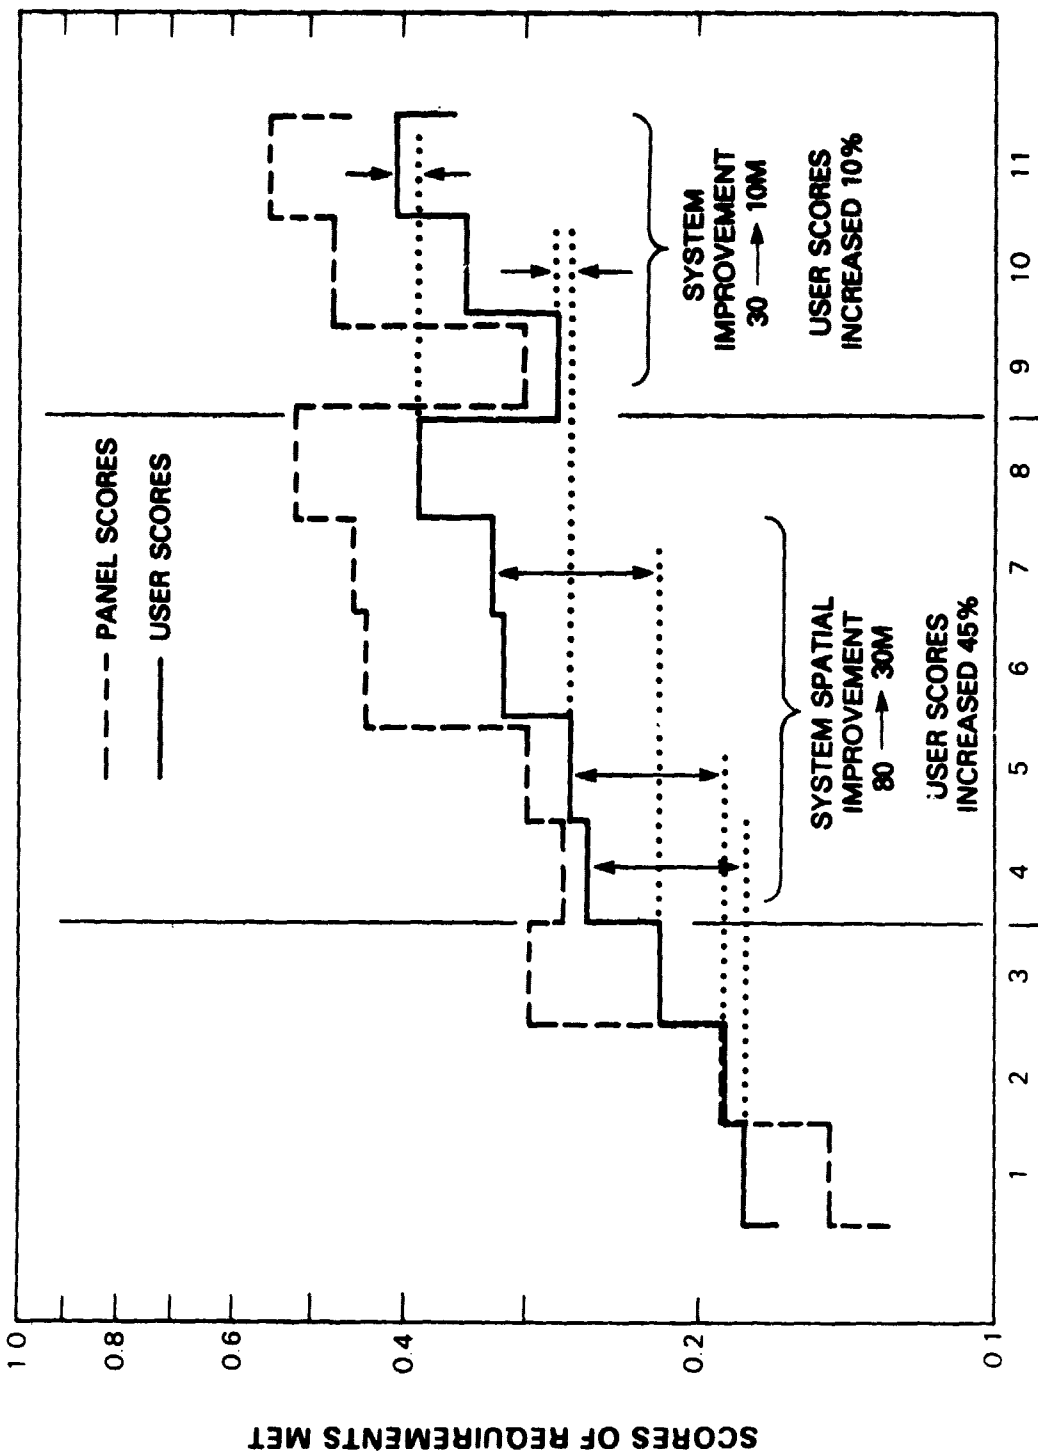 SCORES OF REQUIREMENTS MET
1 0
0.8
0.6
0.4
0.2
0 1
PANEL SCORES
USER SCORES
SYSTEM SPATIAL
IMPROVEMENT
80 → 30M
USER SCORES
INCREASED 45%
SYSTEM
IMPROVEMENT
30 → 10M
USER SCORES
INCREASED 10%
1 2 3 4 5 6 7 8 9 10 11